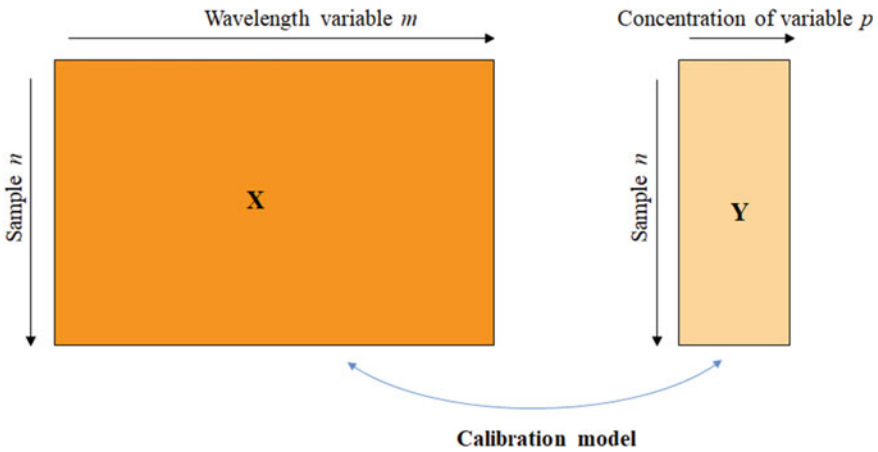 Wavelength variable m
Concentration of variable p
Sample n
X
Sample n
Y
Calibration model